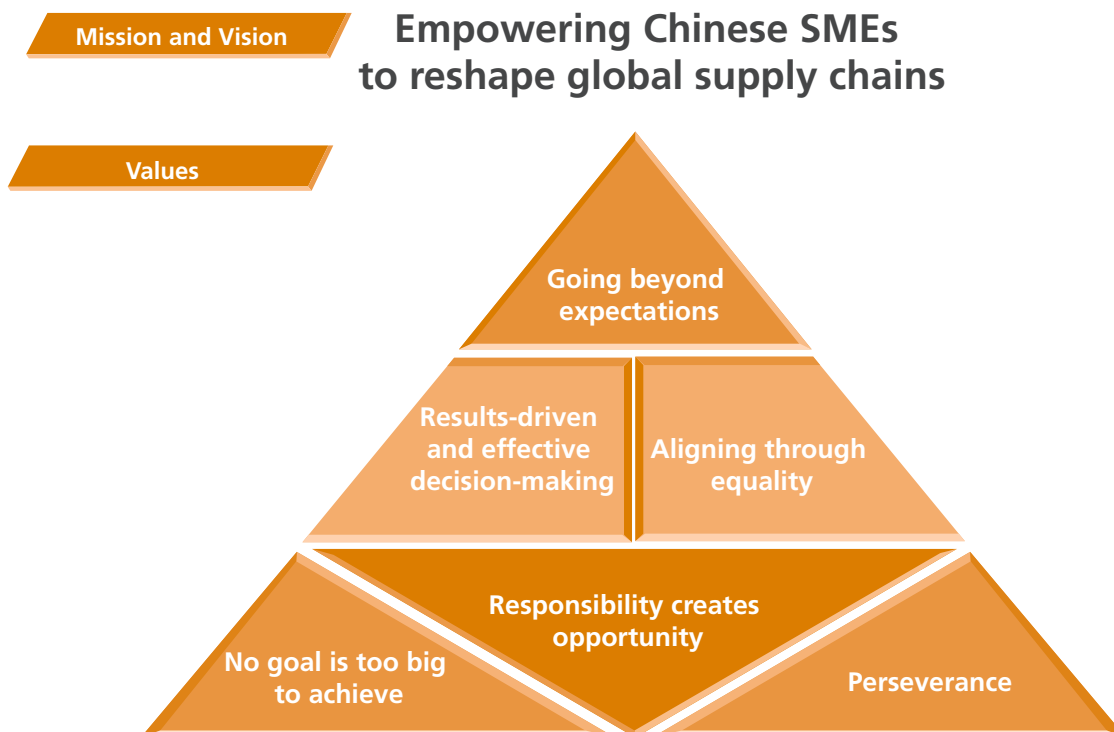 Mission and Vision
Empowering Chinese SMEs
to reshape global supply chains
Values
Going beyond
expectations
Results-driven
and effective
decision-making
Aligning through
equality
Responsibility creates
opportunity
No goal is too big
to achieve
Perseverance